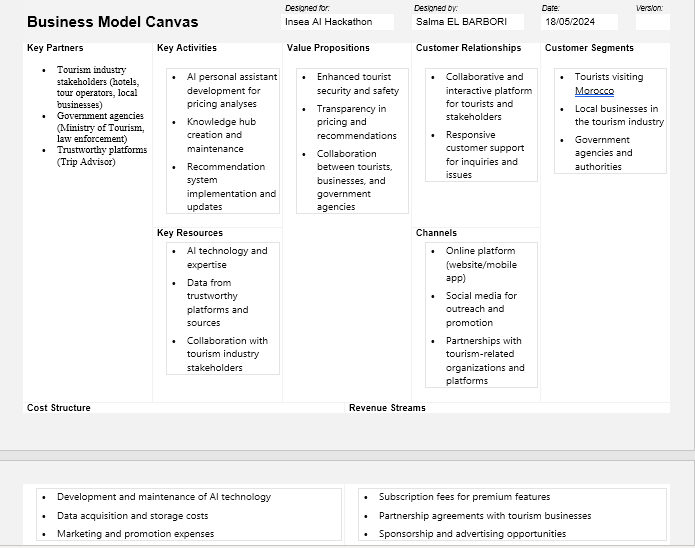 Designed for:
Designed by:
Date:
Version:
Business Model Canvas
Insea AI Hackathon
Salma EL BARBORI
18/05/2024
Key Partners
• Tourism industry
stakeholders (hotels,
tour operators, local
businesses)
• Government agencies
(Ministry of Tourism,
law enforcement)
• Trustworthy platforms
(Trip Advisor)
Key Activities
• AI personal assistant
development for
pricing analyses
• Knowledge hub
creation and
maintenance
• Recommendation
system
implementation and
updates
Key Resources
• AI technology and
expertise
• Data from
trustworthy
platforms and
sources
• Collaboration with
tourism industry
stakeholders
Value Propositions
• Enhanced tourist
security and safety
• Transparency in
pricing and
recommendations
• Collaboration
between tourists,
businesses, and
government
agencies
Customer Relationships
• Collaborative and
interactive platform
for tourists and
stakeholders
• Responsive
customer support
for inquiries and
issues
Channels
• Online platform
(website/mobile
app)
• Social media for
outreach and
promotion
• Partnerships with
tourism-related
organizations and
platforms
Customer Segments
• Tourists visiting
Morocco
• Local businesses in
the tourism industry
• Government
agencies and
authorities
Cost Structure
• Development and maintenance of AI technology
• Data acquisition and storage costs
• Marketing and promotion expenses
Revenue Streams
• Subscription fees for premium features
• Partnership agreements with tourism businesses
• Sponsorship and advertising opportunities